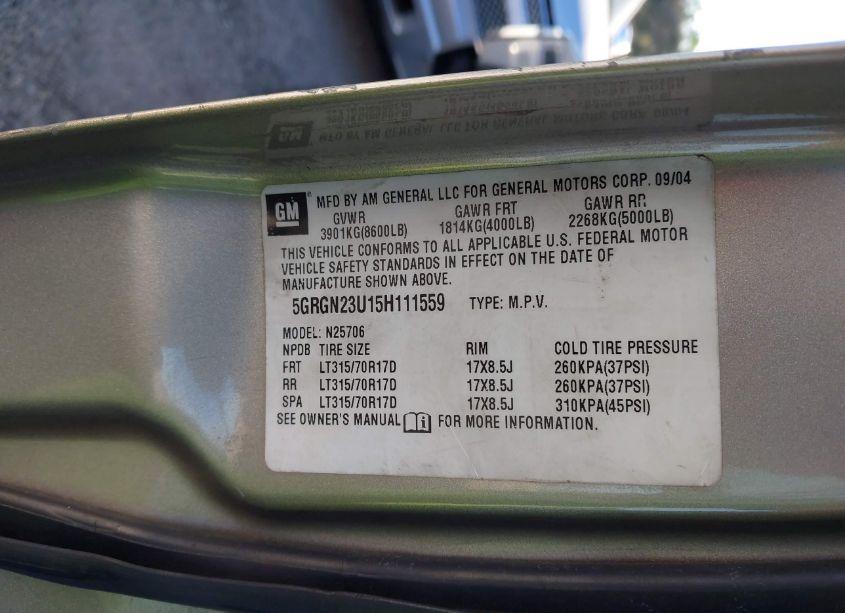 GM
MFD BY AM GENERAL LLC FOR GENERAL MOTORS CORP. 09/04
GVWR GAWR FRT GAWR RR
3901KG(8600LB) 1814KG(4000LB) 2268KG(5000LB)
THIS VEHICLE CONFORMS TO ALL APPLICABLE U.S. FEDERAL MOTOR
VEHICLE SAFETY STANDARDS IN EFFECT ON THE DATE OF
MANUFACTURE SHOWN ABOVE.
5GRGN23U15H111559 TYPE: M.P.V.
MODEL: N25706
NPDB TIRE SIZE RIM COLD TIRE PRESSURE
FRT LT315/70R17D 17X8.5J 260KPA(37PSI)
RR LT315/70R17D 17X8.5J 260KPA(37PSI)
SPA LT315/70R17D 17X8.5J 310KPA(45PSI)
SEE OWNER'S MANUAL FOR MORE INFORMATION.